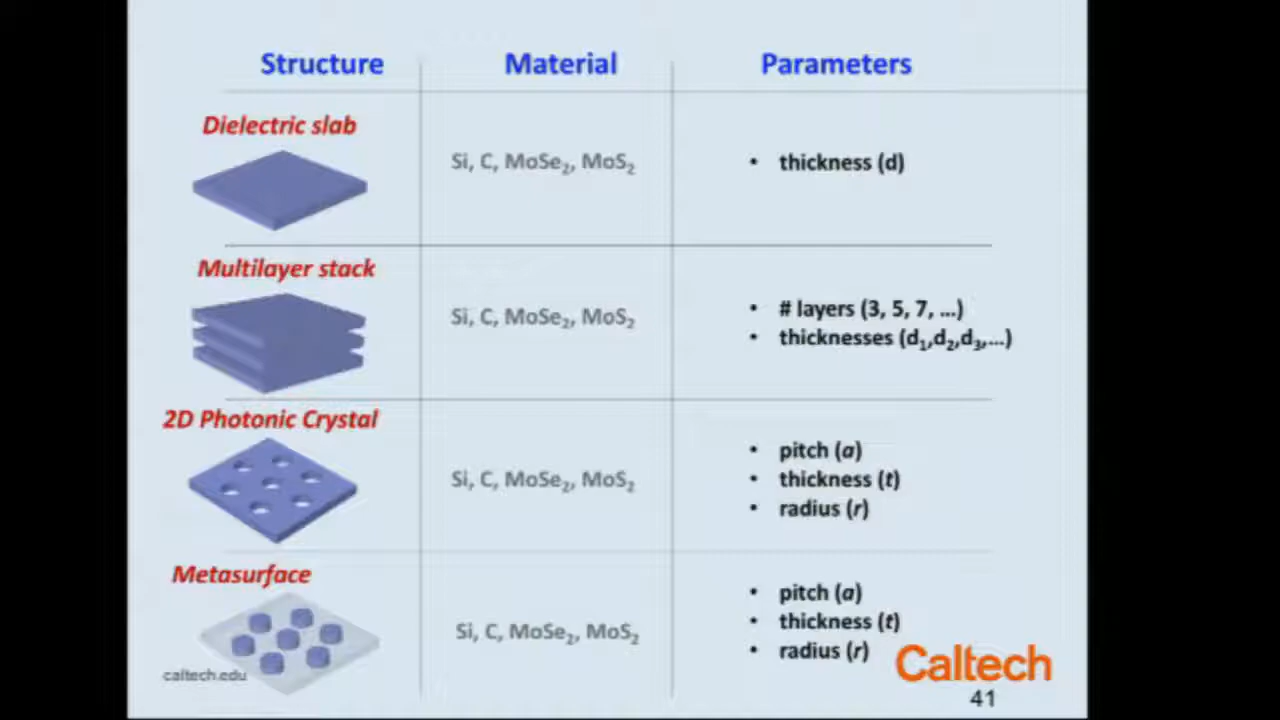 Structure Material Parameters
Dielectric slab
Si, C, MoSe₂, MoS₂
• thickness (d)
Multilayer stack
Si, C, MoSe₂, MoS₂
• # layers (3, 5, 7, ...)
• thicknesses (d₁,d₂,d₃,...)
2D Photonic Crystal
Si, C, MoSe₂, MoS₂
• pitch (a)
• thickness (t)
• radius (r)
Metasurface
Si, C, MoSe₂, MoS₂
• pitch (a)
• thickness (t)
• radius (r)
caltech.edu
Caltech
41